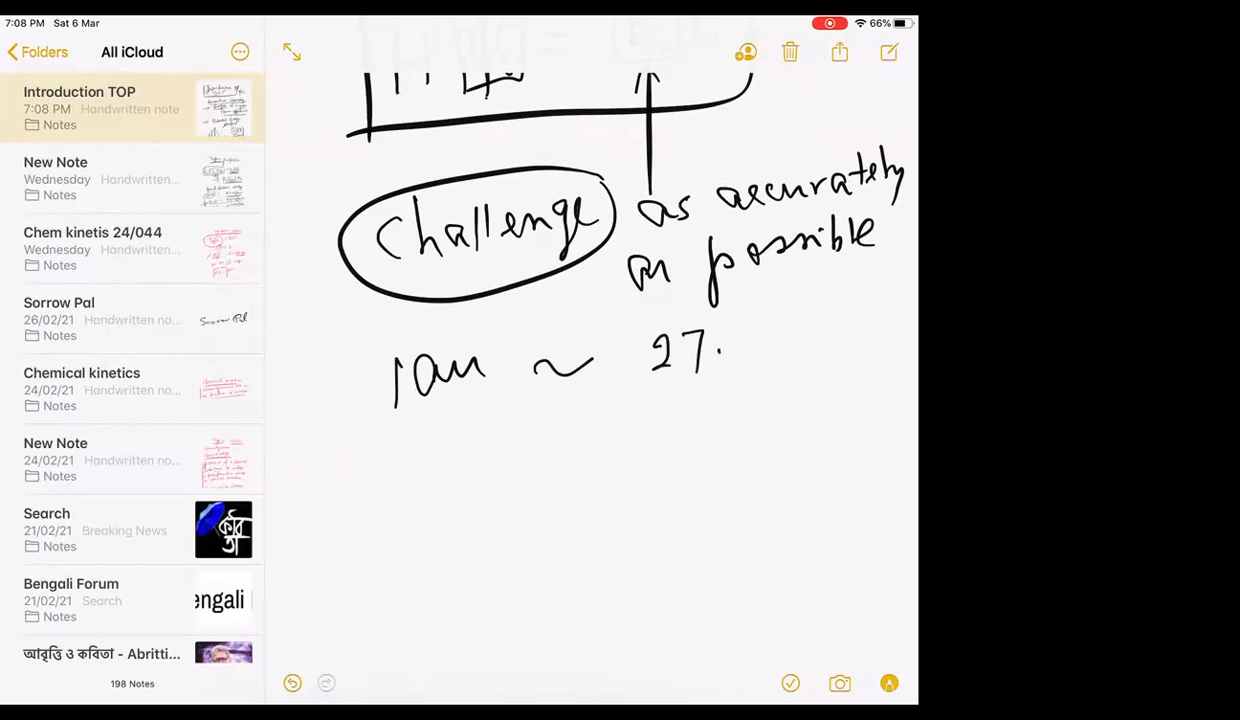 7:08 PM Sat 6 Mar 66%
Folders All iCloud
Introduction TOP
7:08 PM Handwritten note
Notes
New Note
Wednesday Handwritten...
Notes
Chem kinetis 24/044
Wednesday Handwritten...
Notes
Sorrow Pal
26/02/21 Handwritten no...
Notes
Chemical kinetics
24/02/21 Handwritten no...
Notes
New Note
24/02/21 Handwritten no...
Notes
Search
21/02/21 Breaking News
Notes
Bengali Forum
21/02/21 Search
Notes
আবৃত্তি ও কবিতা - Abritti...
198 Notes
Sorrow Pal
কবি
তা
engali
Challenge as accurately
as possible
1au ~ 27.